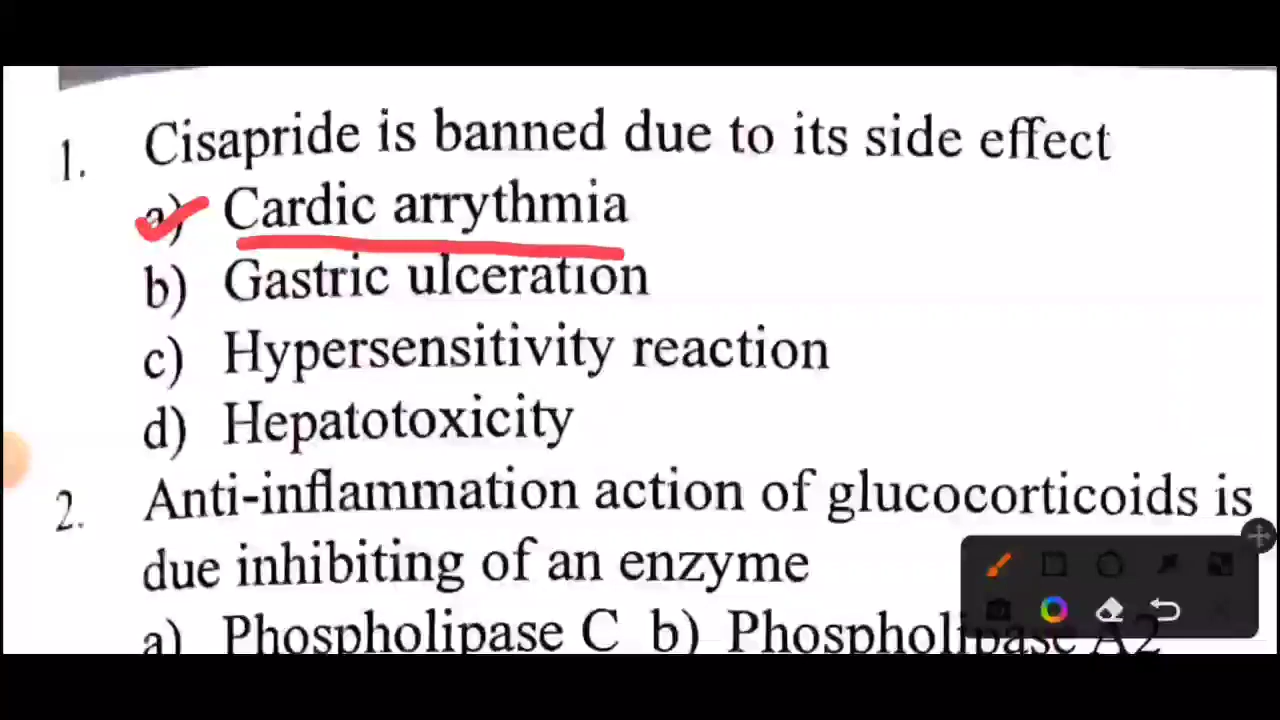 1. Cisapride is banned due to its side effect
a) Cardic arrythmia
b) Gastric ulceration
c) Hypersensitivity reaction
d) Hepatotoxicity
2. Anti-inflammation action of glucocorticoids is
due inhibiting of an enzyme
a) Phospholipase C b) Phospholipase A2